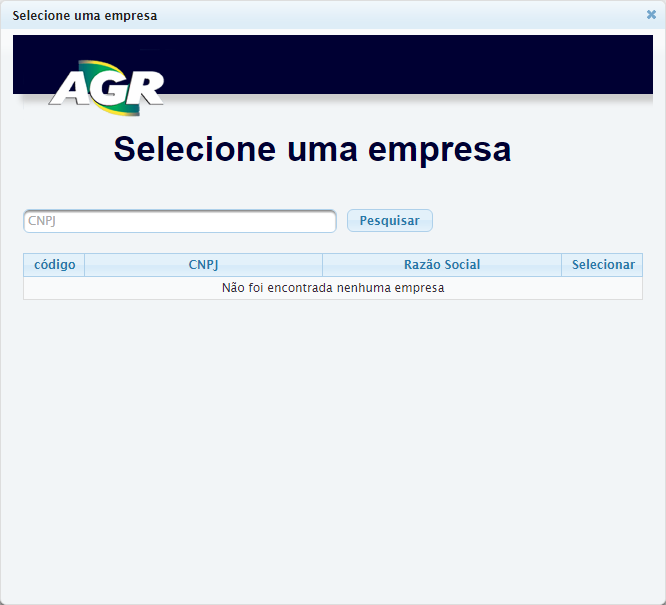 Selecione uma empresa
AGR
Selecione uma empresa
CNPJ
Pesquisar
código CNPJ Razão Social Selecionar
Não foi encontrada nenhuma empresa